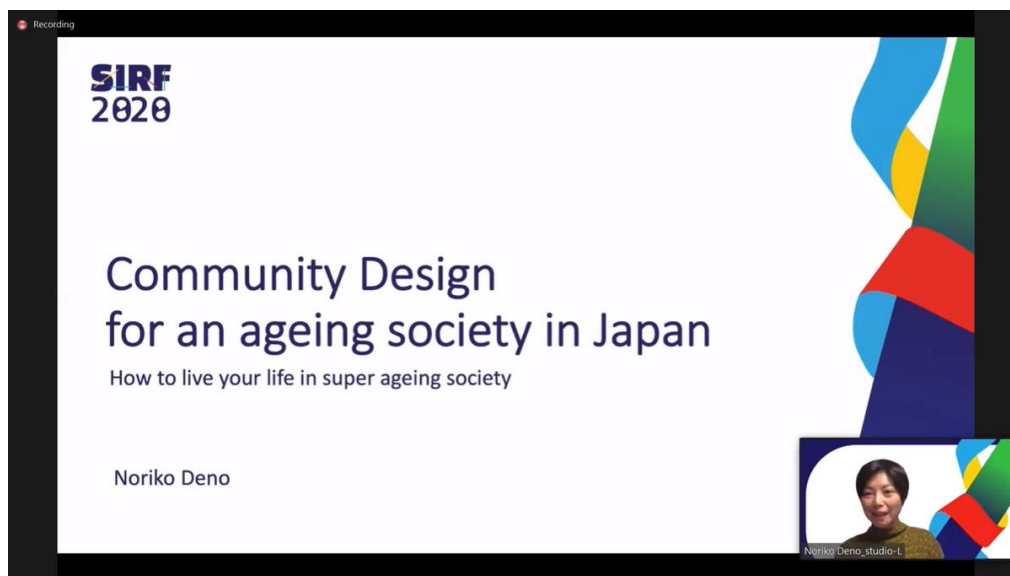 Recording
SIRF
2020
Community Design
for an ageing society in Japan
How to live your life in super ageing society
Noriko Deno
Noriko Deno_studio-L